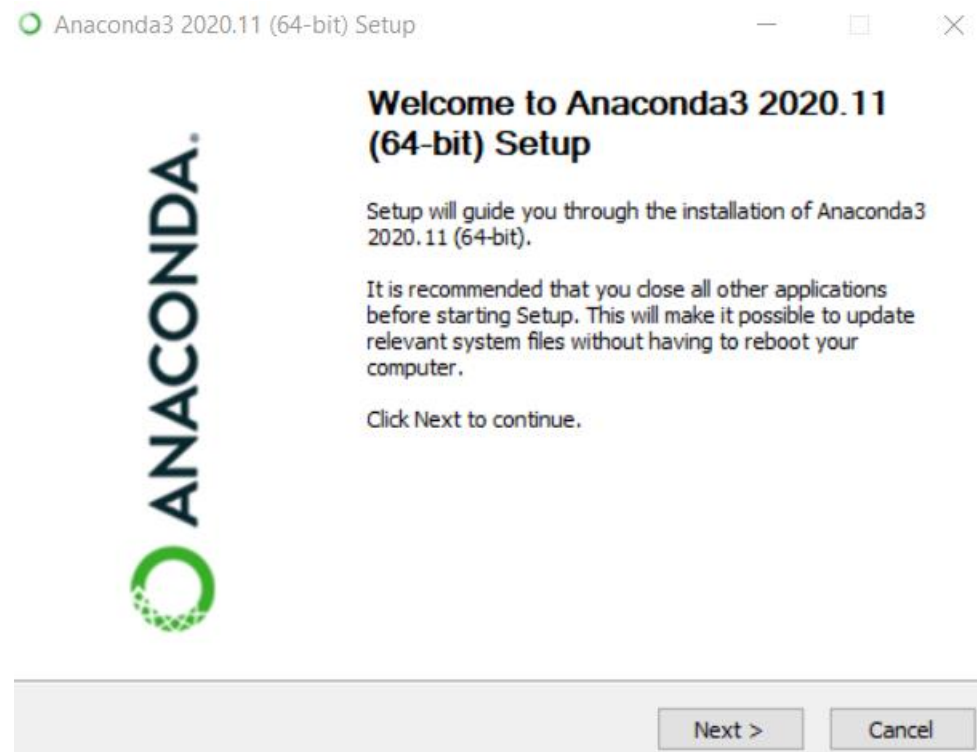 Anaconda3 2020.11 (64-bit) Setup
Welcome to Anaconda3 2020.11
(64-bit) Setup
Setup will guide you through the installation of Anaconda3
2020.11 (64-bit).
It is recommended that you close all other applications
before starting Setup. This will make it possible to update
relevant system files without having to reboot your
computer.
Click Next to continue.
ANACONDA.
Next >
Cancel